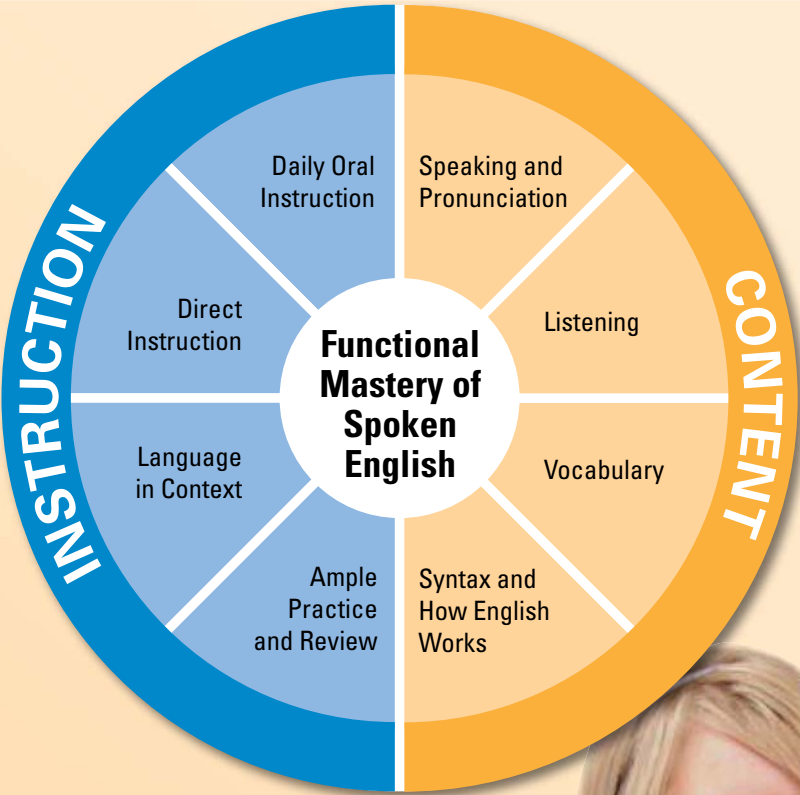 INSTRUCTION
Daily Oral
Instruction
Direct
Instruction
Language
in Context
Ample
Practice
and Review
Functional
Mastery of
Spoken
English
Speaking and
Pronunciation
Listening
Vocabulary
Syntax and
How English
Works
CONTENT